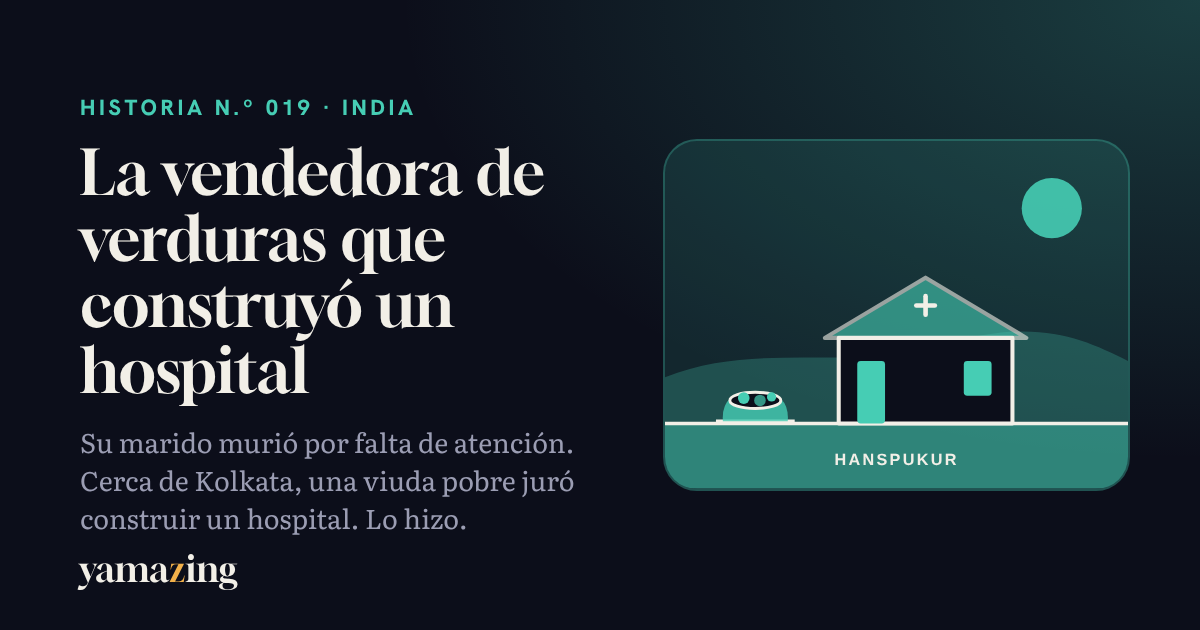 HISTORIA N.º 019 · INDIA
La vendedora de
verduras que
construyó un
hospital
Su marido murió por falta de atención.
Cerca de Kolkata, una viuda pobre juró
construir un hospital. Lo hizo.
yamazing
HANSPUKUR